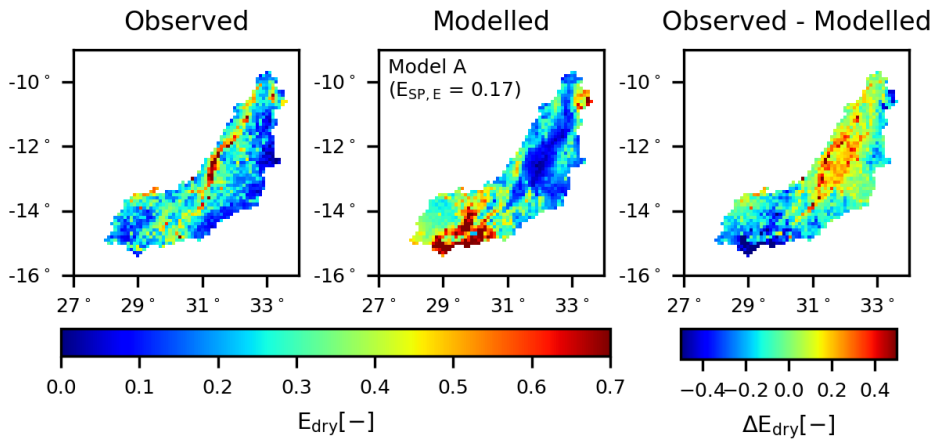 Observed Modelled Observed - Modelled
Model A
(E_SP,E = 0.17)
-10° -10° -10°
-12° -12° -12°
-14° -14° -14°
-16° -16° -16°
27° 29° 31° 33° 27° 29° 31° 33° 27° 29° 31° 33°
0.0 0.1 0.2 0.3 0.4 0.5 0.6 0.7 −0.4 −0.2 0.0 0.2 0.4
E_dry[−] ΔE_dry[−]